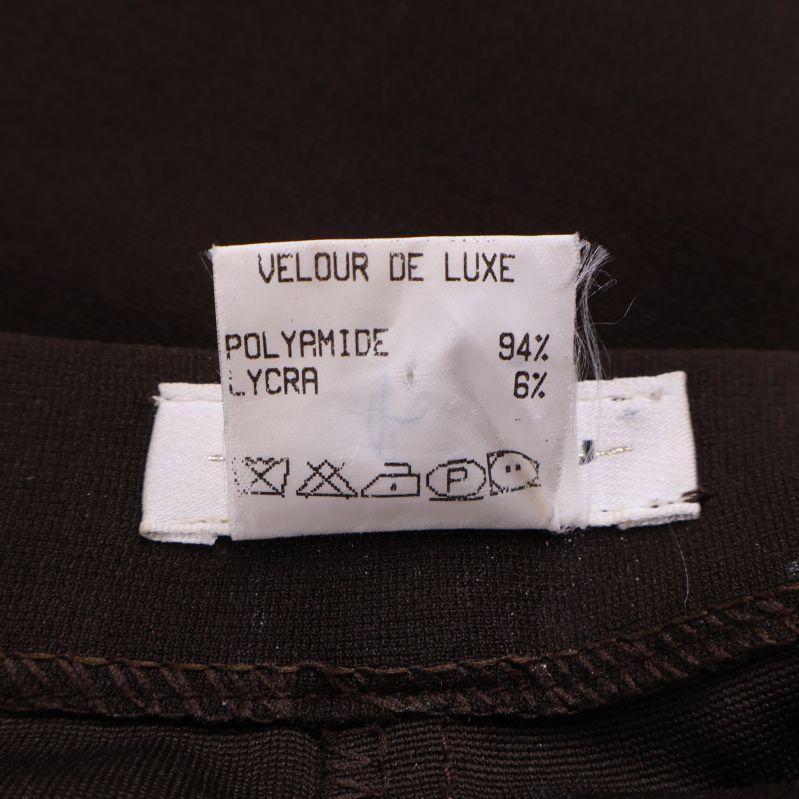 VELOUR DE LUXE
POLYAMIDE 94%
LYCRA 6%
P